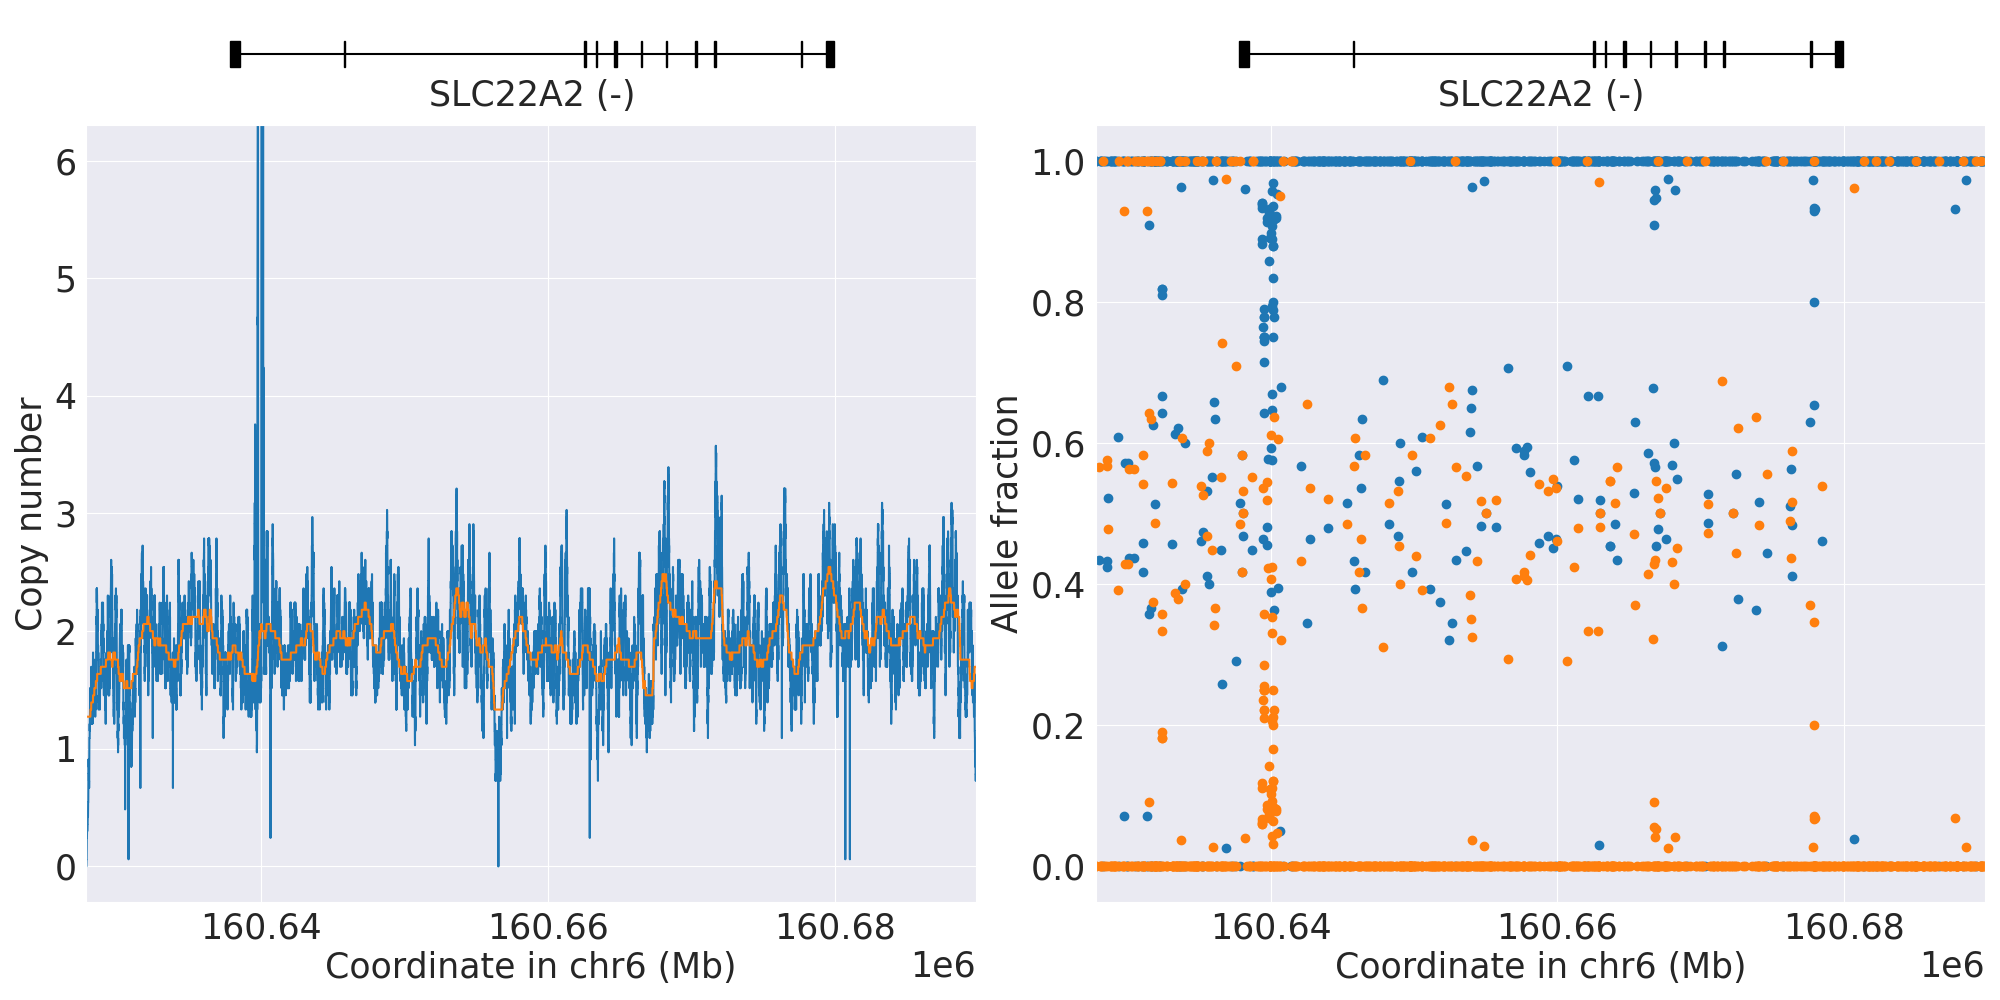 SLC22A2 (-)
SLC22A2 (-)
Copy number
6
5
4
3
2
1
0
160.64
160.66
160.68
Coordinate in chr6 (Mb)
1e6
Allele fraction
1.0
0.8
0.6
0.4
0.2
0.0
160.64
160.66
160.68
Coordinate in chr6 (Mb)
1e6